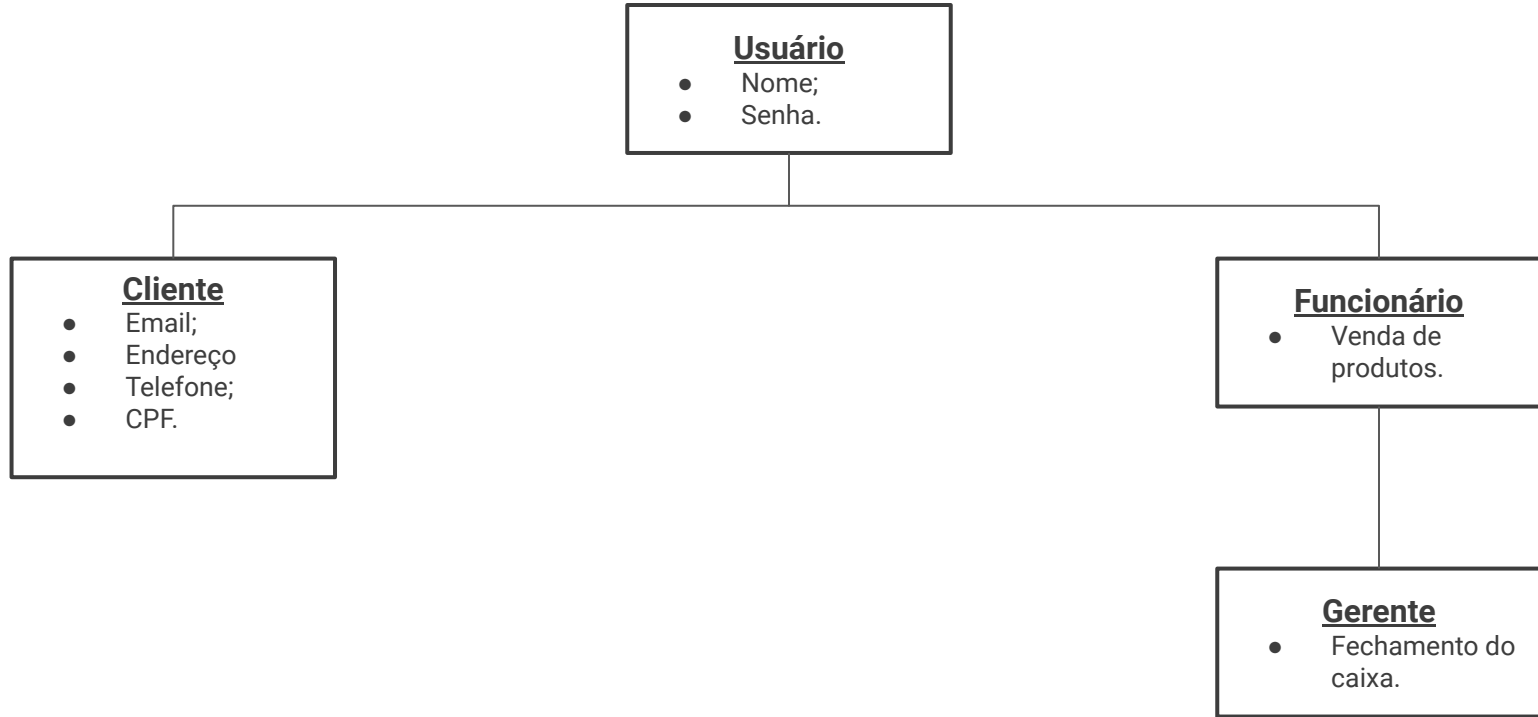 Usuário
● Nome;
● Senha.
Cliente
● Email;
● Endereço
● Telefone;
● CPF.
Funcionário
● Venda de
produtos.
Gerente
● Fechamento do
caixa.